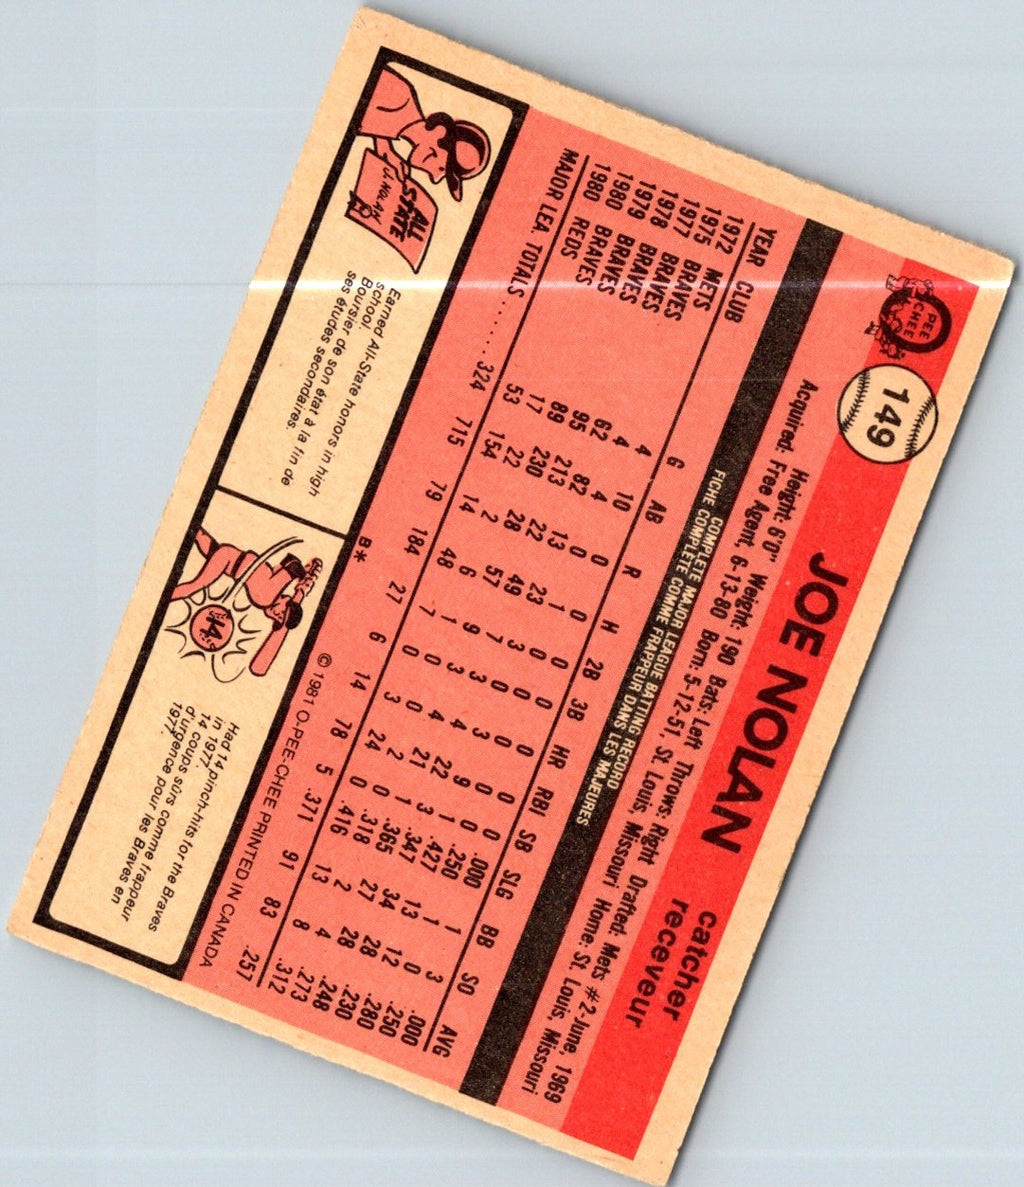 O
PEE
CHEE
149
JOE NOLAN
catcher
receveur
Height: 6'0" Weight: 190 Bats: Left Throws: Right Drafted: Mets #2-June, 1969
Acquired: Free Agent, 6-13-80 Born: 5-12-51, St. Louis, Missouri Home: St. Louis, Missouri
COMPLETE MAJOR LEAGUE BATTING RECORD
FICHE COMPLÈTE COMME FRAPPEUR DANS LES MAJEURES
YEAR CLUB G AB R H 2B 3B HR RBI SB SLG BB SO AVG
1972 METS 4 10 0 0 0 0 0 0 0 .000 1 3 .000
1975 BRAVES 4 4 0 1 0 0 0 0 0 .250 1 0 .250
1977 BRAVES 62 82 13 23 3 0 3 9 1 .427 13 12 .280
1978 BRAVES 95 213 22 49 7 3 4 22 3 .347 34 28 .230
1979 BRAVES 89 230 28 57 9 3 4 21 1 .365 27 28 .248
1980 BRAVES 17 22 2 6 1 0 0 2 0 .318 2 4 .273
1980 REDS 53 154 14 48 7 0 3 24 0 .416 13 8 .312
MAJOR LEA. TOTALS ........324 715 79 184 27 6 14 78 5 .371 91 83 .257
B* © 1981 O-PEE-CHEE PRINTED IN CANADA
ALL
STATE
J. NOLAN
Earned All-State honors in high
school.
Boursier de son état à la fin de
ses études secondaires.
14
Had 14 pinch-hits for the Braves
in 1977.
14 coups sûrs comme frappeur
d'urgence pour les Braves en
1977.